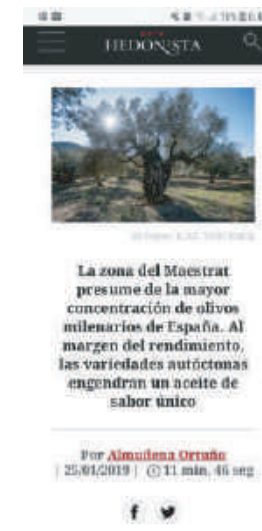 HEDONISTA
La zona del Maestrat
presume de la mayor
concentración de olivos
milenarios de España. Al
margen del rendimiento,
las variedades autóctonas
engendran un aceite de
sabor único
Por Almudena Ortuño
| 25/01/2019 | 11 min, 46 seg